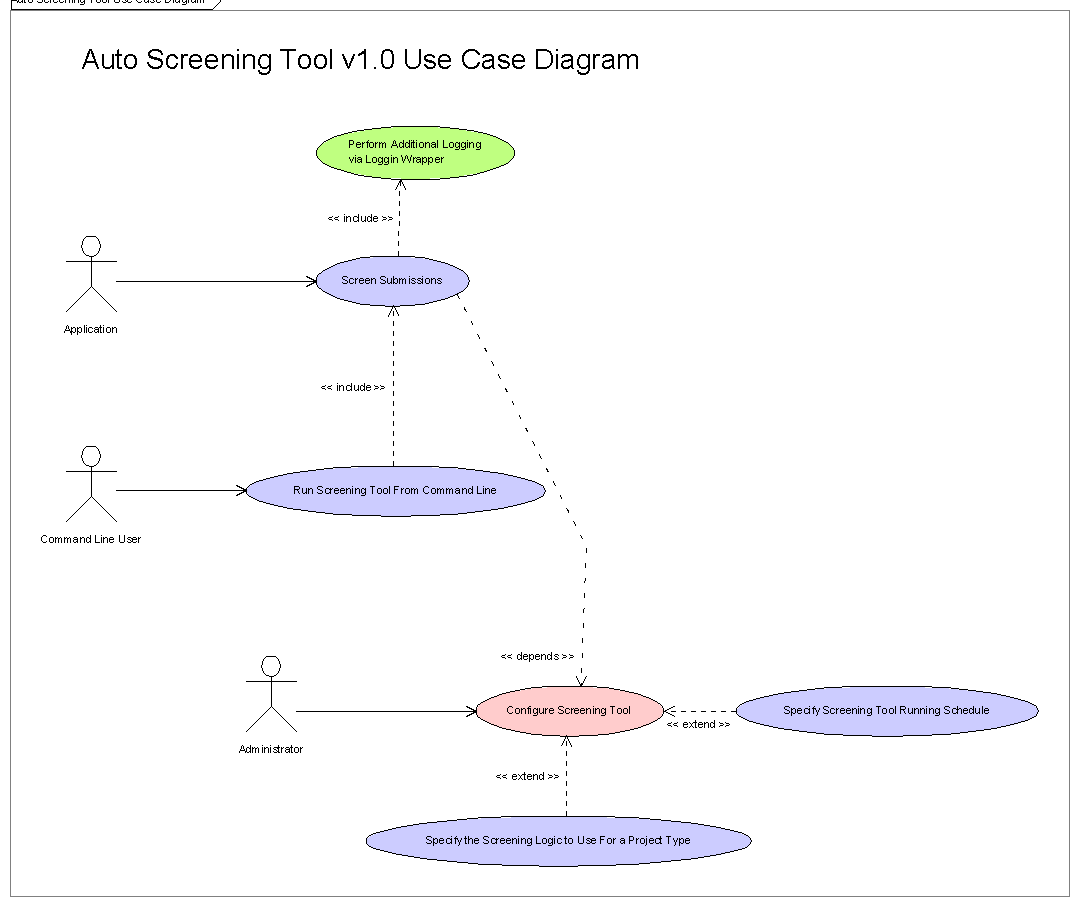 Auto Screening Tool Use Case Diagram
Auto Screening Tool v1.0 Use Case Diagram
Perform Additional Logging
via Loggin Wrapper
<< include >>
Screen Submissions
Application
<< include >>
Run Screening Tool From Command Line
Command Line User
<< depends >>
Configure Screening Tool
Specify Screening Tool Running Schedule
<< extend >>
Administrator
<< extend >>
Specify the Screening Logic to Use For a Project Type